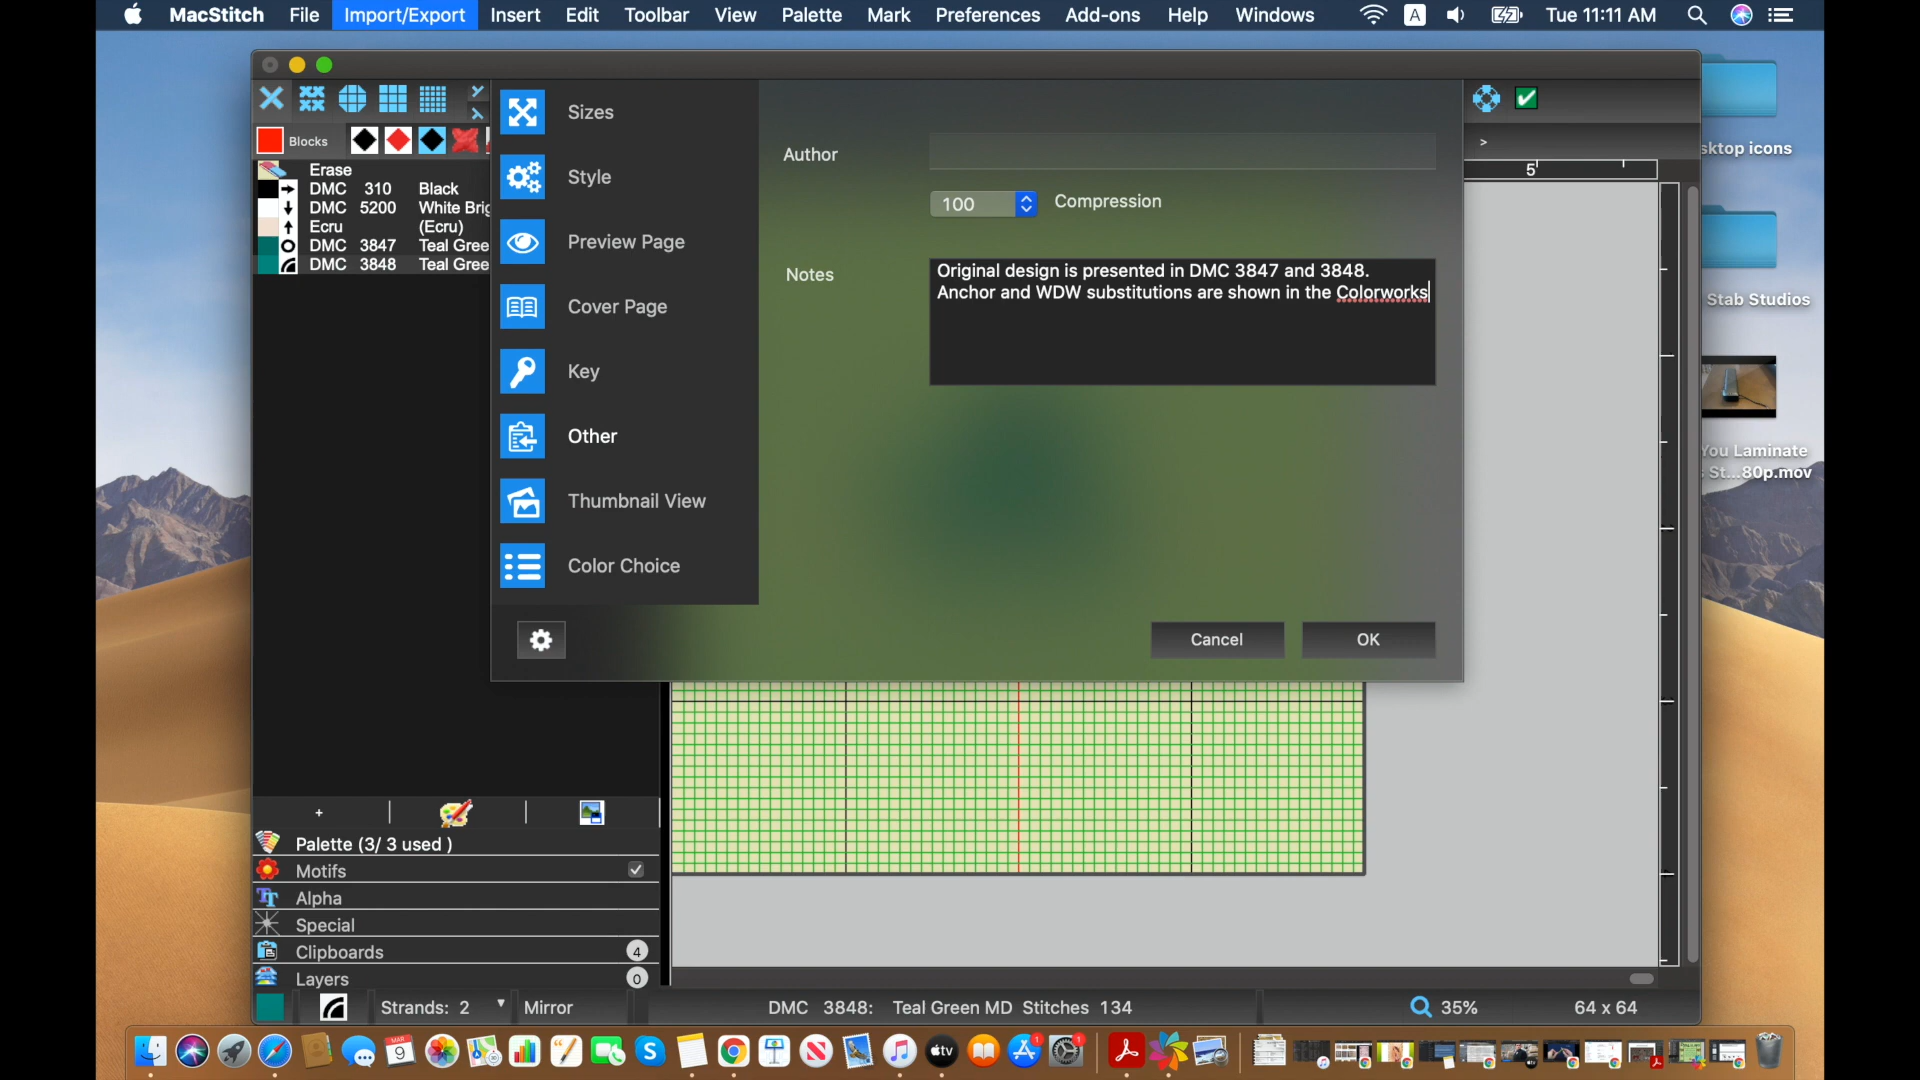 MacStitch File Import/Export Insert Edit Toolbar View Palette Mark Preferences Add-ons Help Windows A Tue 11:11 AM
Sizes
Style
Preview Page
Cover Page
Key
Other
Thumbnail View
Color Choice
Author
100 Compression
Notes
Original design is presented in DMC 3847 and 3848.
Anchor and WDW substitutions are shown in the Colorworks
Cancel OK
Blocks
Erase
DMC 310 Black
DMC 5200 White Brig
Ecru (Ecru)
DMC 3847 Teal Gree
DMC 3848 Teal Gree
>
5'
sktop icons
Stab Studios
You Laminate
St...80p.mov
+
Palette (3/ 3 used )
Motifs
Alpha
Special
Clipboards 4
Layers 0
Strands: 2 Mirror DMC 3848: Teal Green MD Stitches 134 35% 64 x 64
MAR
9
tv
1
1